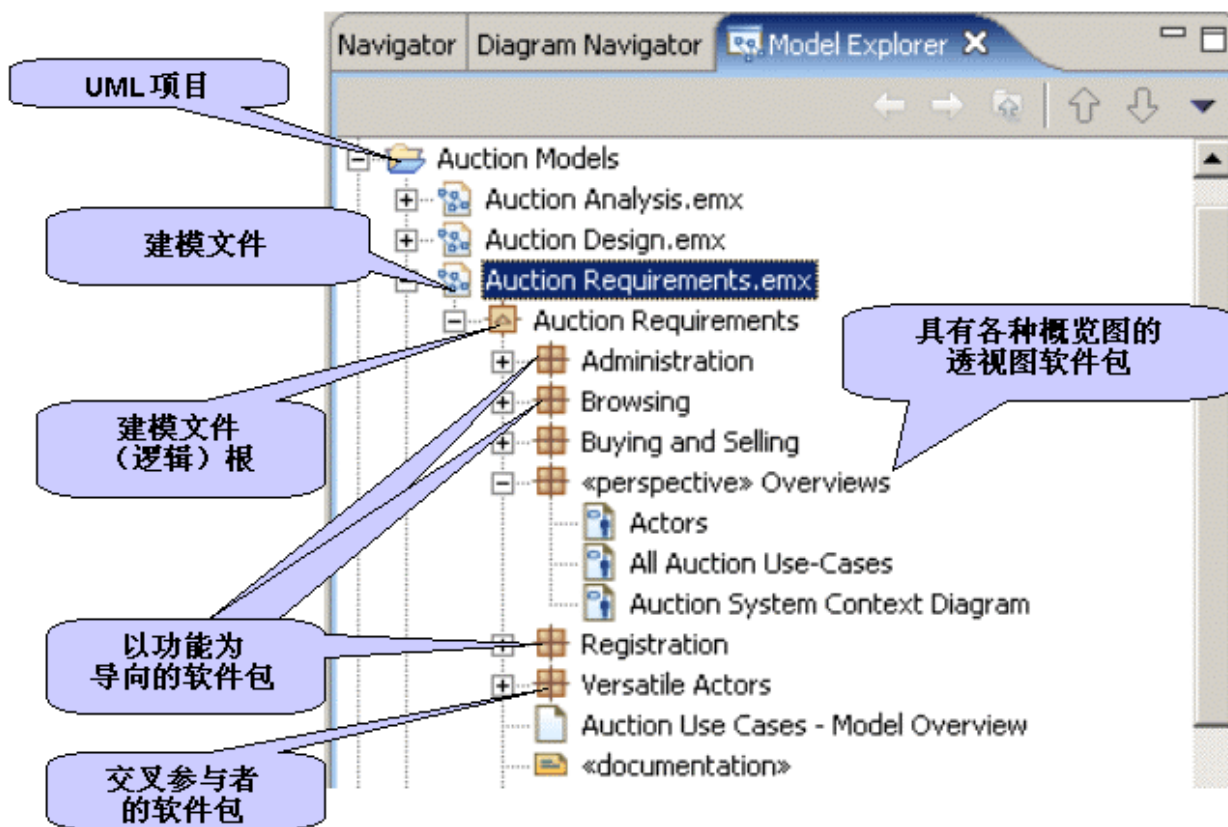 Navigator Diagram Navigator Model Explorer
UML 项目
Auction Models
Auction Analysis.emx
建模文件
Auction Design.emx
Auction Requirements.emx
Auction Requirements
具有各种概览图的
透视图软件包
Administration
Browsing
建模文件
（逻辑）根
Buying and Selling
«perspective» Overviews
Actors
All Auction Use-Cases
Auction System Context Diagram
以功能为
导向的软件包
Registration
Versatile Actors
Auction Use Cases - Model Overview
«documentation»
交叉参与者
的软件包